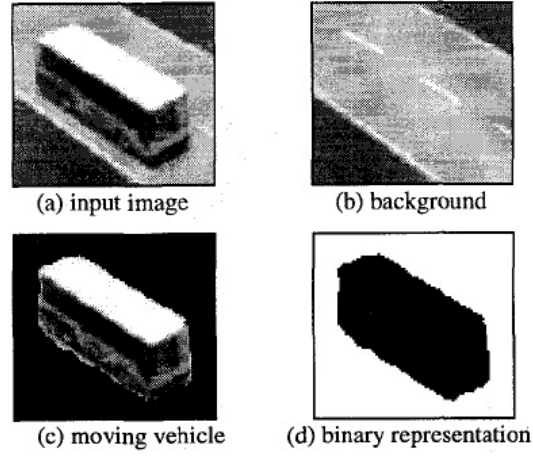 (a) input image
(b) background
(c) moving vehicle
(d) binary representation